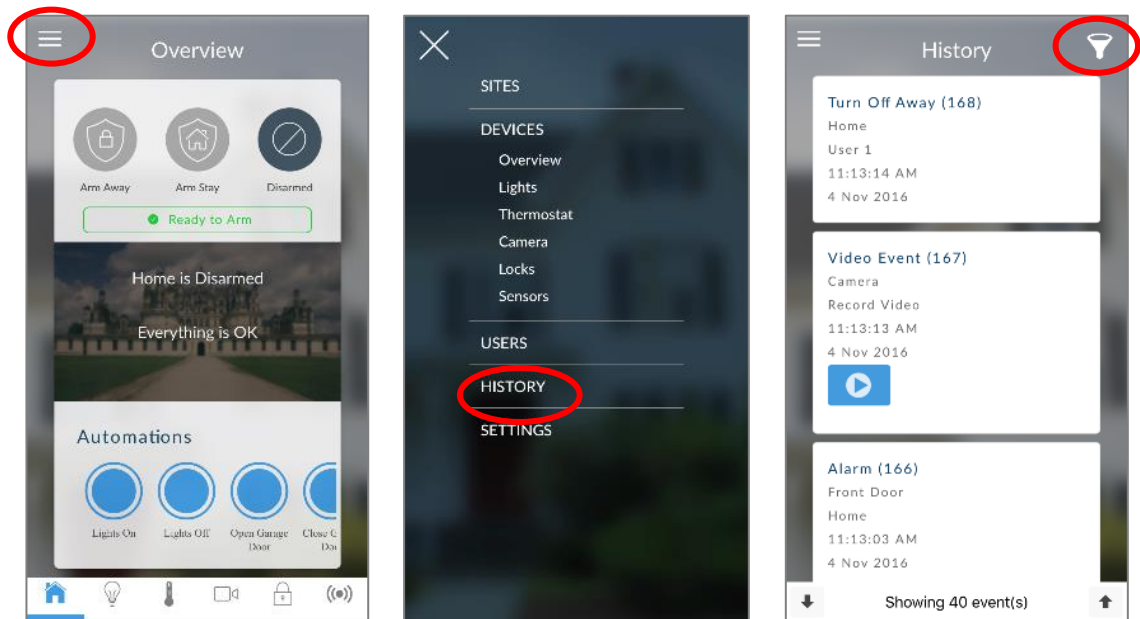 Overview
Arm Away
Arm Stay
Disarmed
Ready to Arm
Home is Disarmed
Everything is OK
Automations
Lights On
Lights Off
Open Garage
Door
Close G
Doo
SITES
DEVICES
Overview
Lights
Thermostat
Camera
Locks
Sensors
USERS
HISTORY
SETTINGS
History
Turn Off Away (168)
Home
User 1
11:13:14 AM
4 Nov 2016
Video Event (167)
Camera
Record Video
11:13:13 AM
4 Nov 2016
Alarm (166)
Front Door
Home
11:13:03 AM
4 Nov 2016
Showing 40 event(s)